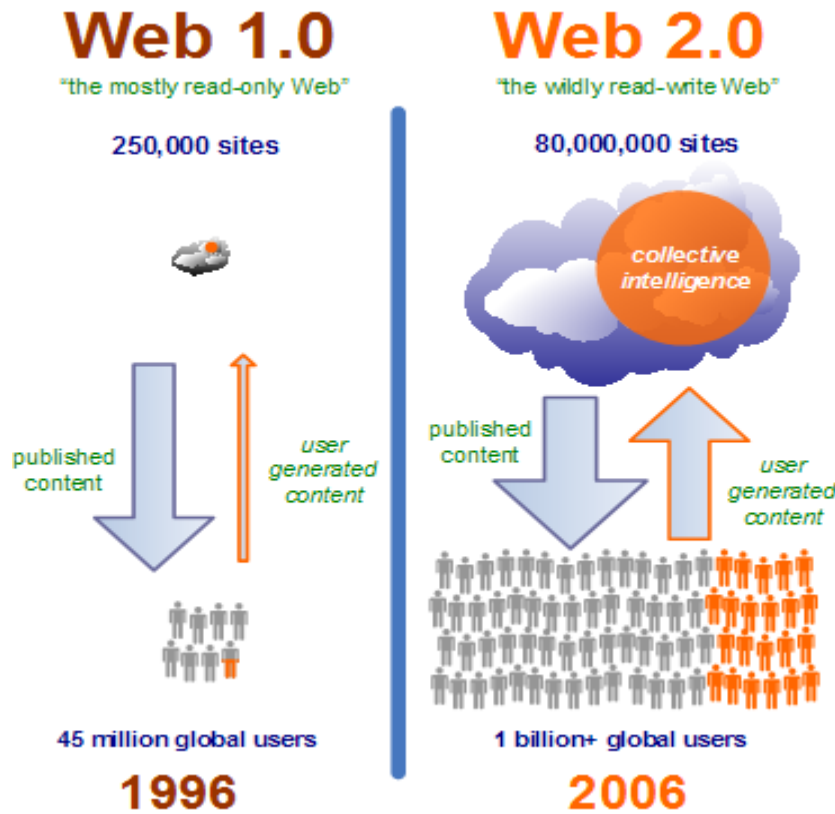 Web 1.0
“the mostly read-only Web”
250,000 sites
published
content
user
generated
content
45 million global users
1996
Web 2.0
“the wildly read-write Web”
80,000,000 sites
collective
intelligence
published
content
user
generated
content
1 billion+ global users
2006